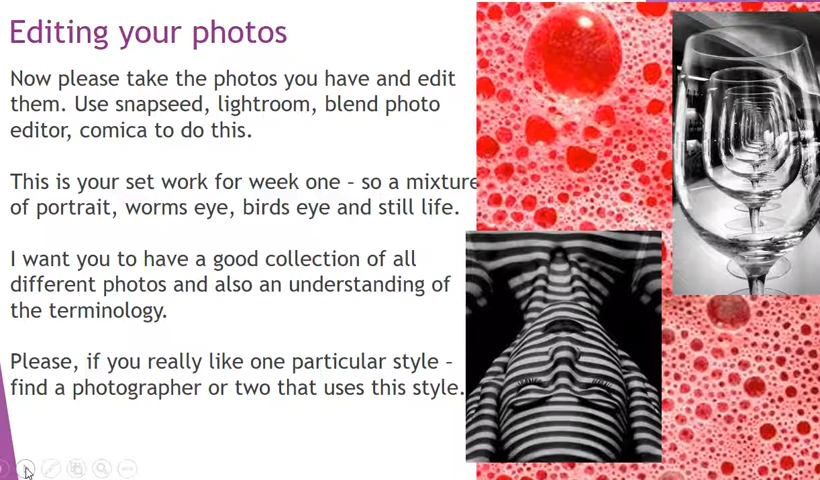 Editing your photos
Now please take the photos you have and edit
them. Use snapseed, lightroom, blend photo
editor, comica to do this.
This is your set work for week one – so a mixture
of portrait, worms eye, birds eye and still life.
I want you to have a good collection of all
different photos and also an understanding of
the terminology.
Please, if you really like one particular style –
find a photographer or two that uses this style.